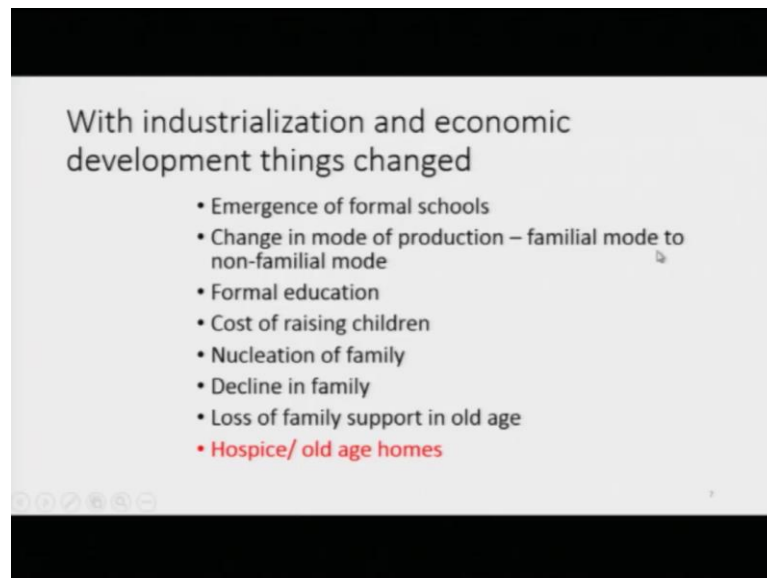 With industrialization and economic
development things changed
• Emergence of formal schools
• Change in mode of production – familial mode to
non-familial mode
• Formal education
• Cost of raising children
• Nucleation of family
• Decline in family
• Loss of family support in old age
• Hospice/ old age homes